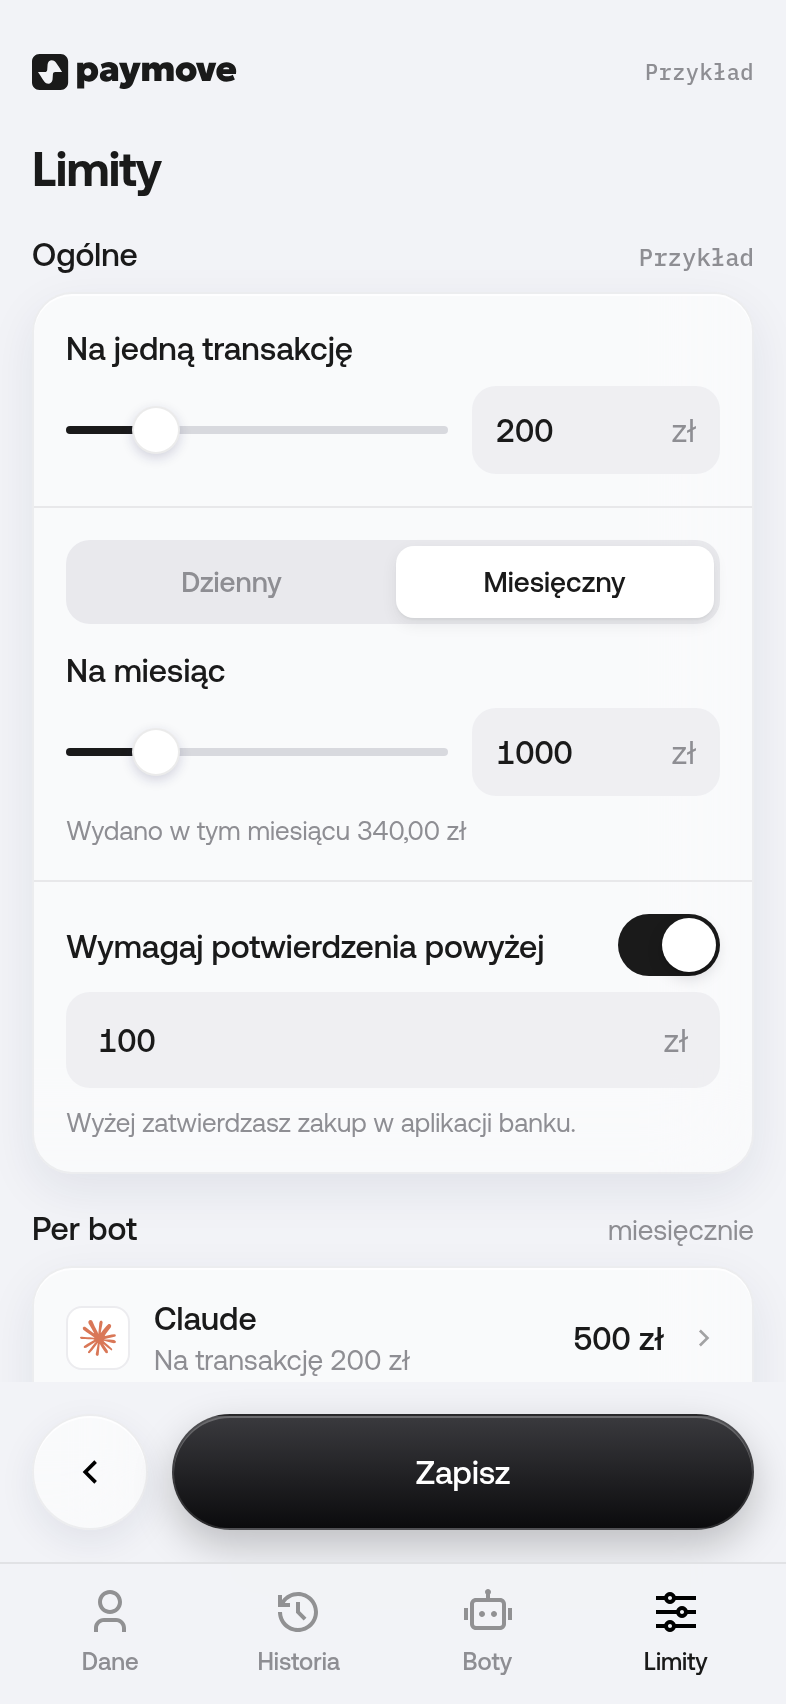 paymove
Przykład
Limity
Ogólne
Przykład
Na jedną transakcję
200 zł
Dzienny
Miesięczny
Na miesiąc
1000 zł
Wydano w tym miesiącu 340,00 zł
Wymagaj potwierdzenia powyżej
100 zł
Wyżej zatwierdzasz zakup w aplikacji banku.
Per bot
miesięcznie
Claude
Na transakcję 200 zł
500 zł
Zapisz
Dane
Historia
Boty
Limity